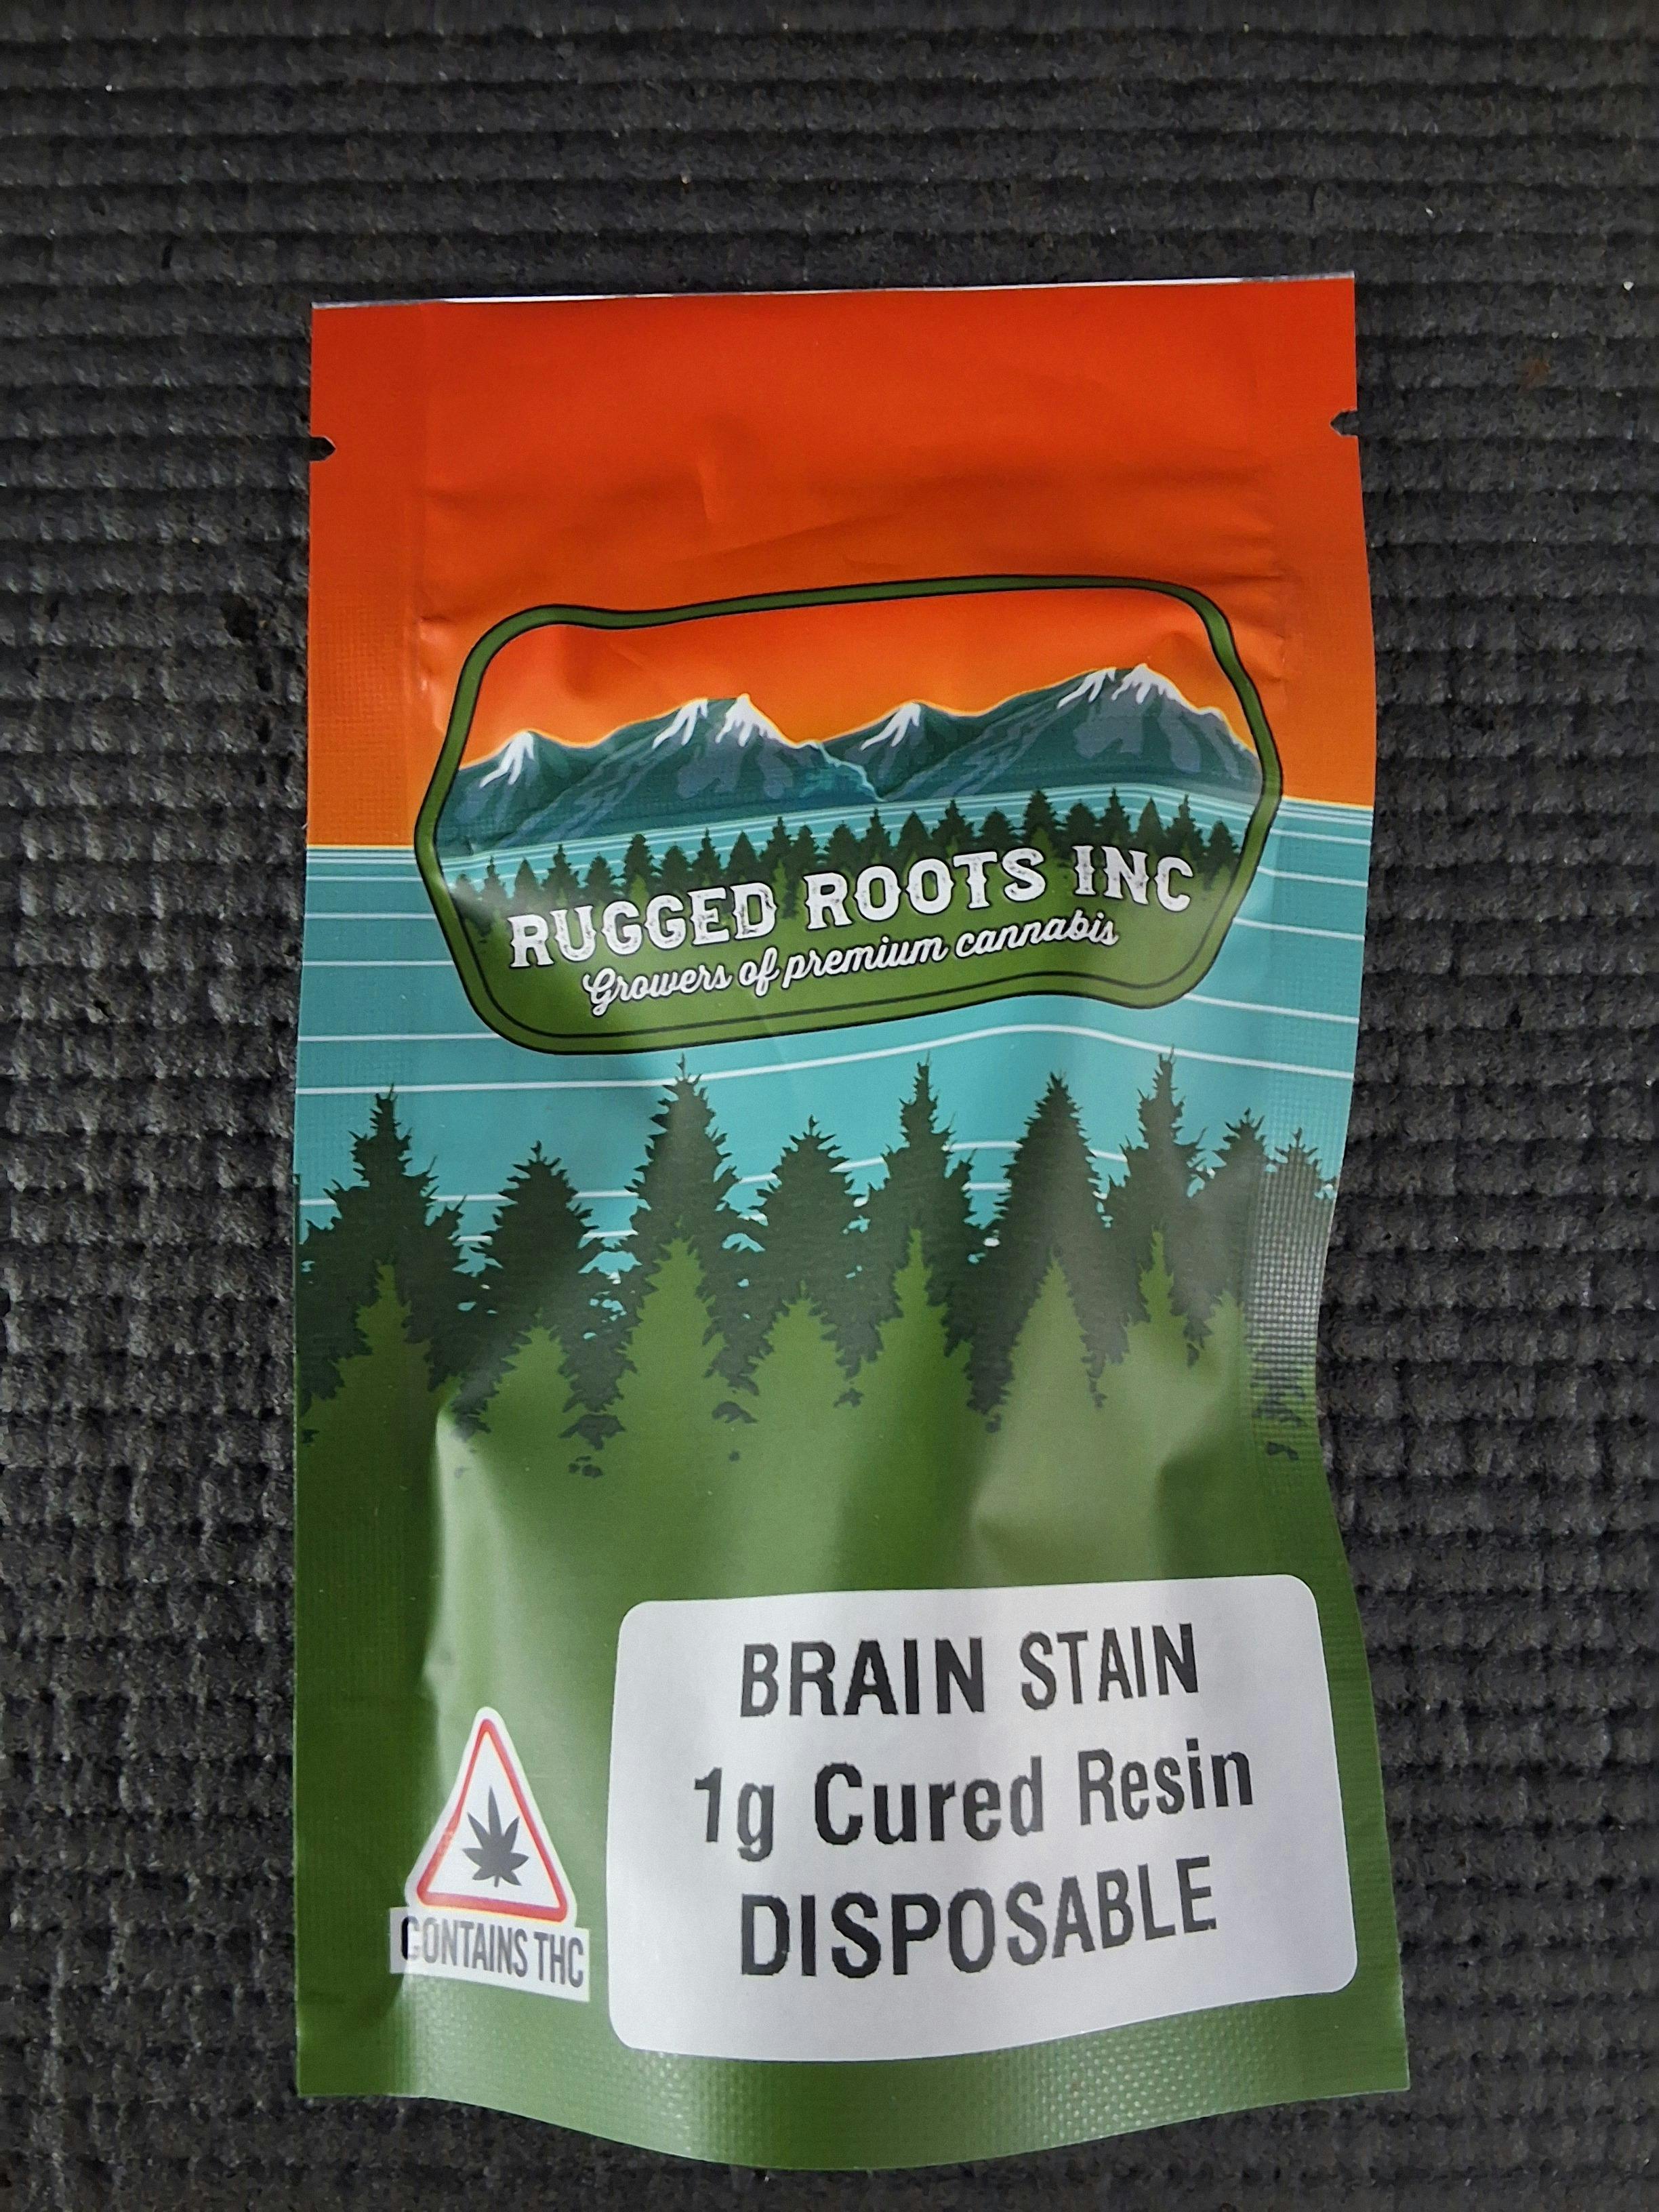 RUGGED ROOTS INC
Growers of premium cannabis
BRAIN STAIN
1g Cured Resin
DISPOSABLE
CONTAINS THC